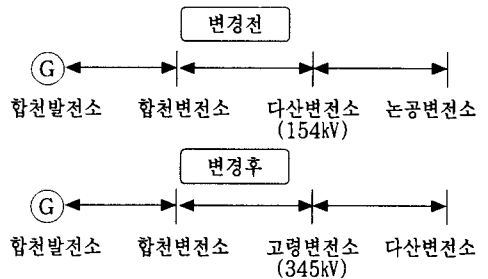 변경전
G
합천발전소 합천변전소 다산변전소 논공변전소
(154kV)
변경후
G
합천발전소 합천변전소 고령변전소 다산변전소
(345kV)